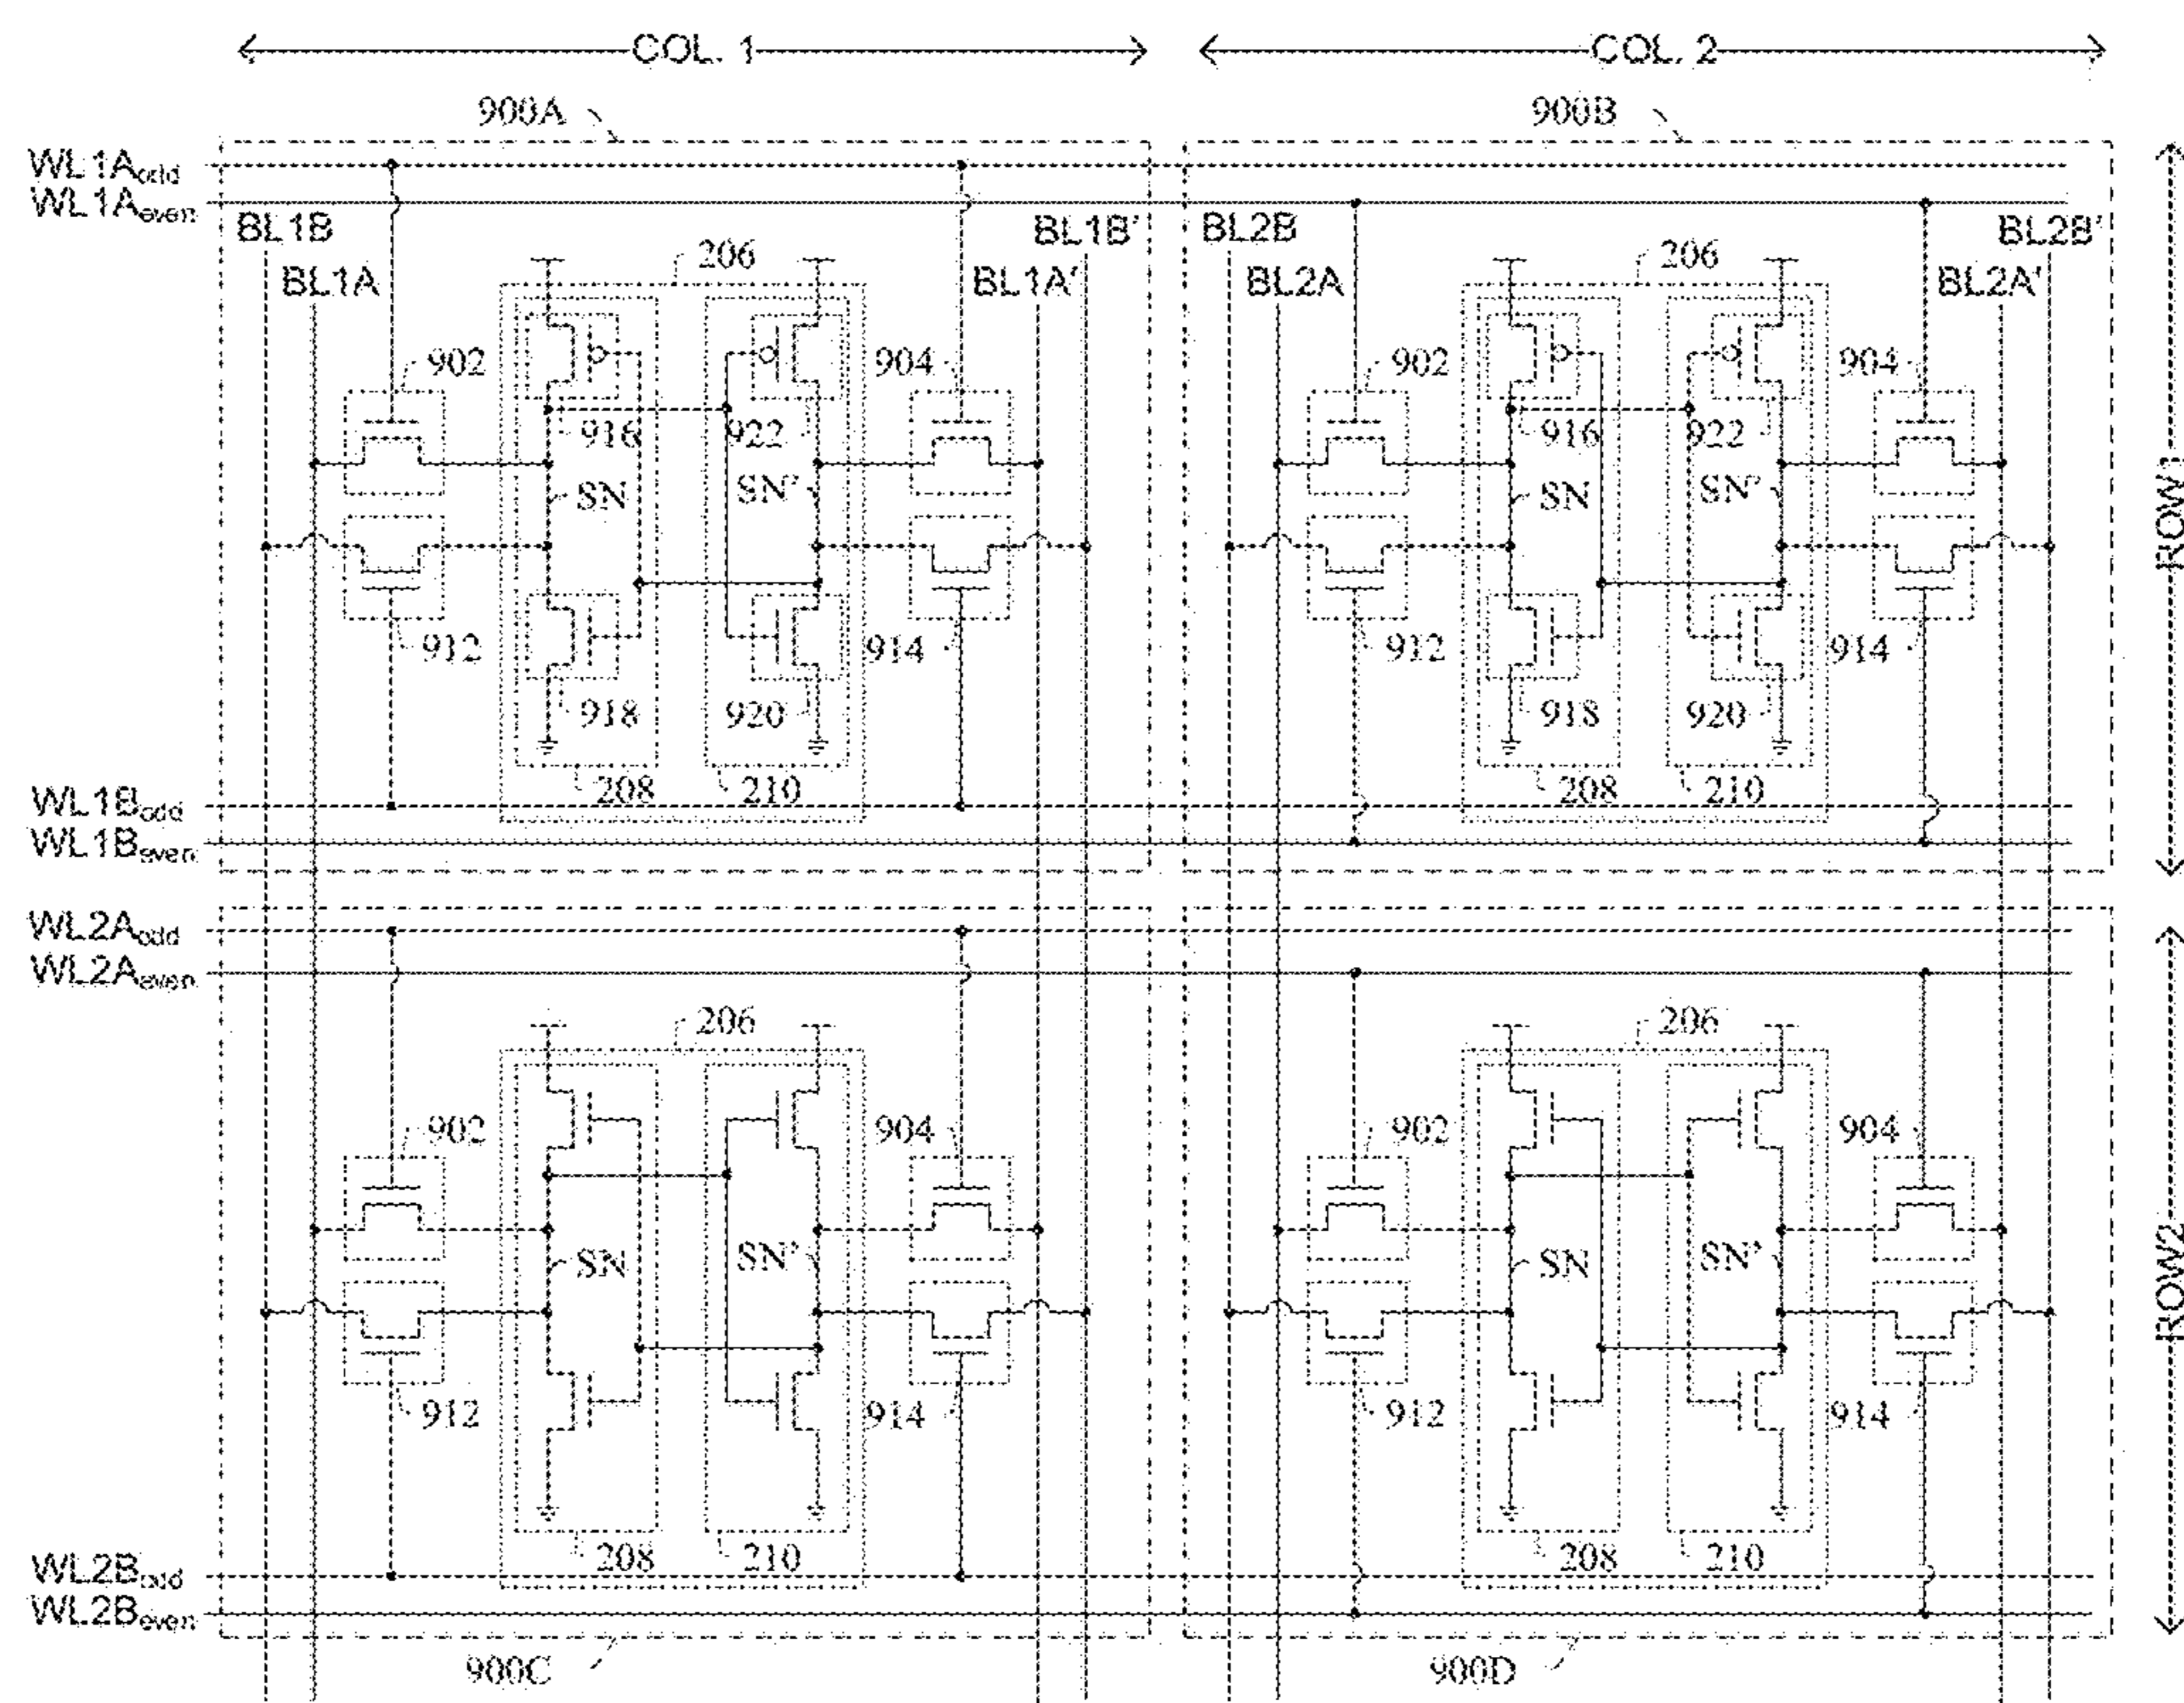 COL. 1
COL. 2
900A
900B
WL1Aodd
WL1Aeven
BL1B
BL1A
BL1B'
BL1A'
BL2B
BL2A
BL2B'
BL2A'
206
206
902
904
902
904
916
922
916
922
SN
SN'
SN
SN'
ROW1
912
914
912
914
918
920
918
920
208
210
208
210
WL1Bodd
WL1Beven
WL2Aodd
WL2Aeven
206
206
902
904
902
904
SN
SN'
SN
SN'
ROW2
912
914
912
914
208
210
208
210
WL2Bodd
WL2Beven
900C
900D